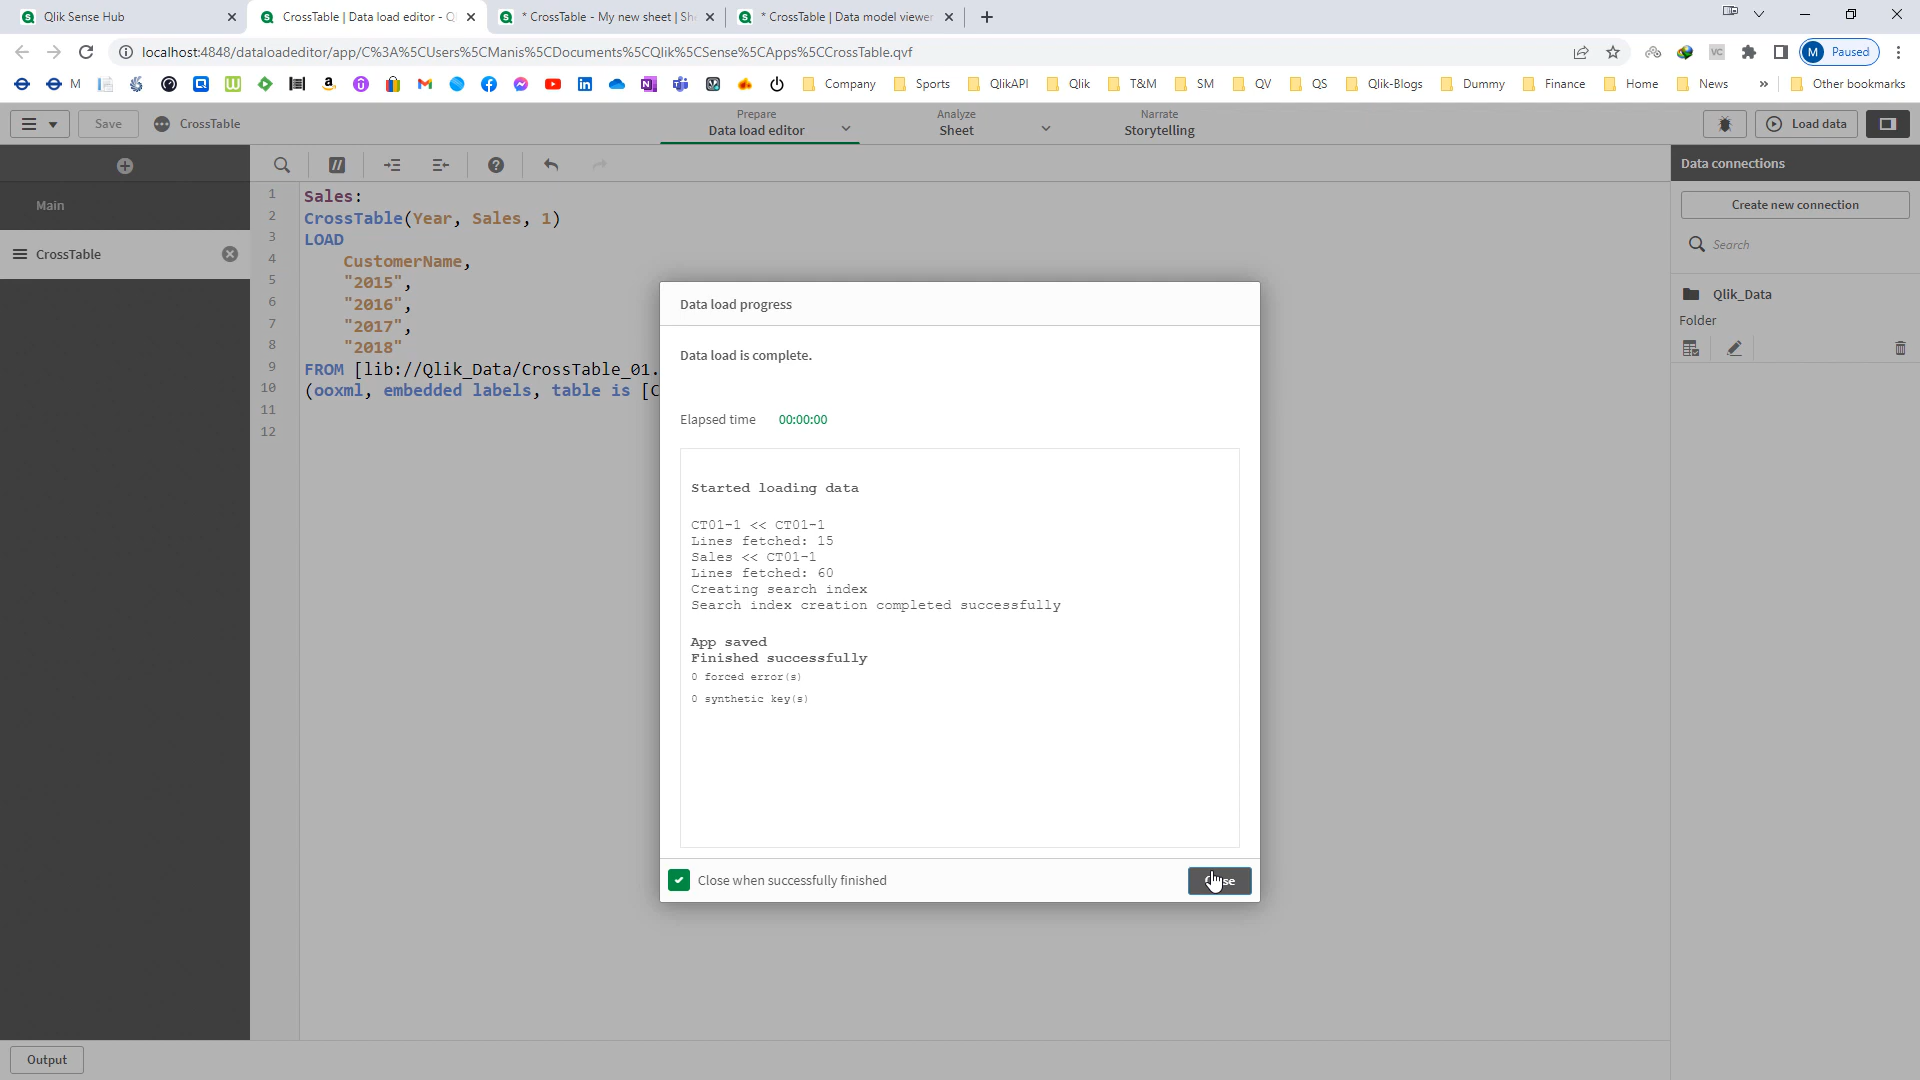 Qlik Sense Hub
CrossTable | Data load editor - Q
* CrossTable - My new sheet | Sh
* CrossTable | Data model viewer
localhost:4848/dataloadeditor/app/C%3A%5CUsers%5CManis%5CDocuments%5CQlik%5CSense%5CApps%5CCrossTable.qvf
VC
M Paused
M
Company
Sports
QlikAPI
Qlik
T&M
SM
QV
QS
Qlik-Blogs
Dummy
Finance
Home
News
»
Other bookmarks
Save
CrossTable
Prepare
Data load editor
Analyze
Sheet
Narrate
Storytelling
Load data
Main
CrossTable
1 Sales:
2 CrossTable(Year, Sales, 1)
3 LOAD
4 CustomerName,
5 "2015",
6 "2016",
7 "2017",
8 "2018"
9 FROM [lib://Qlik_Data/CrossTable_01.
10 (ooxml, embedded labels, table is [C
11
12
Data load progress
Data load is complete.
Elapsed time 00:00:00
Started loading data
CT01-1 << CT01-1
Lines fetched: 15
Sales << CT01-1
Lines fetched: 60
Creating search index
Search index creation completed successfully
App saved
Finished successfully
0 forced error(s)
0 synthetic key(s)
Close when successfully finished
Data connections
Create new connection
Search
Qlik_Data
Folder
Output